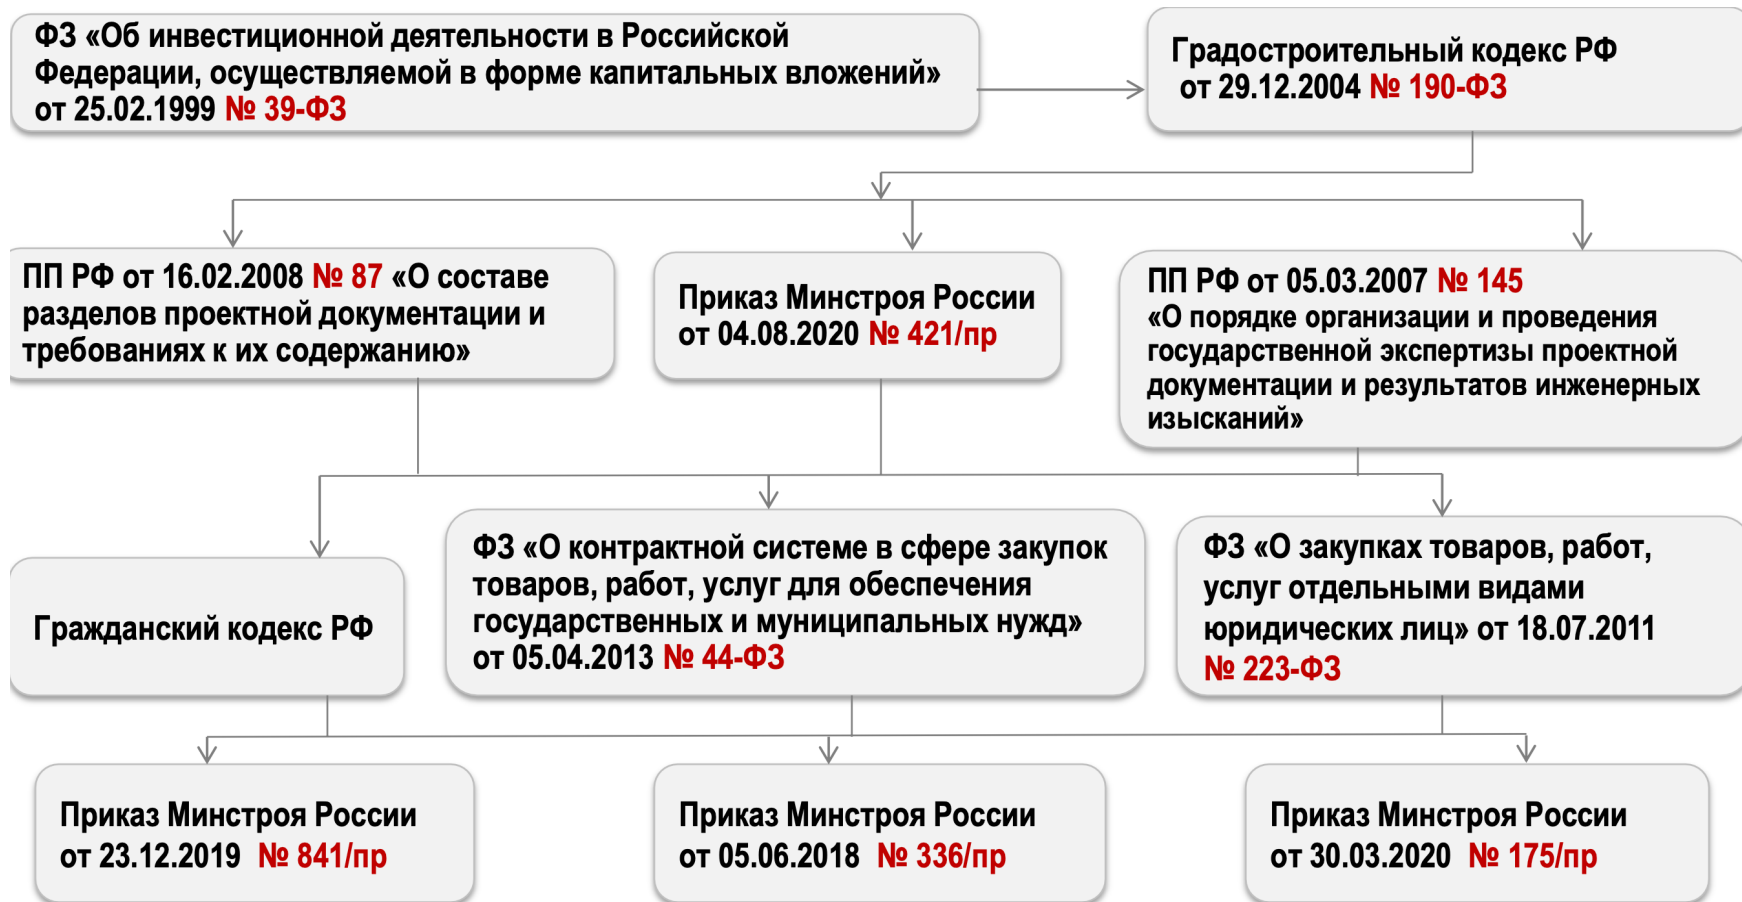 ФЗ «Об инвестиционной деятельности в Российской
Федерации, осуществляемой в форме капитальных вложений»
от 25.02.1999 № 39-ФЗ
Градостроительный кодекс РФ
от 29.12.2004 № 190-ФЗ
ПП РФ от 16.02.2008 № 87 «О составе
разделов проектной документации и
требованиях к их содержанию»
Приказ Минстроя России
от 04.08.2020 № 421/пр
ПП РФ от 05.03.2007 № 145
«О порядке организации и проведения
государственной экспертизы проектной
документации и результатов инженерных
изысканий»
Гражданский кодекс РФ
ФЗ «О контрактной системе в сфере закупок
товаров, работ, услуг для обеспечения
государственных и муниципальных нужд»
от 05.04.2013 № 44-ФЗ
ФЗ «О закупках товаров, работ,
услуг отдельными видами
юридических лиц» от 18.07.2011
№ 223-ФЗ
Приказ Минстроя России
от 23.12.2019 № 841/пр
Приказ Минстроя России
от 05.06.2018 № 336/пр
Приказ Минстроя России
от 30.03.2020 № 175/пр